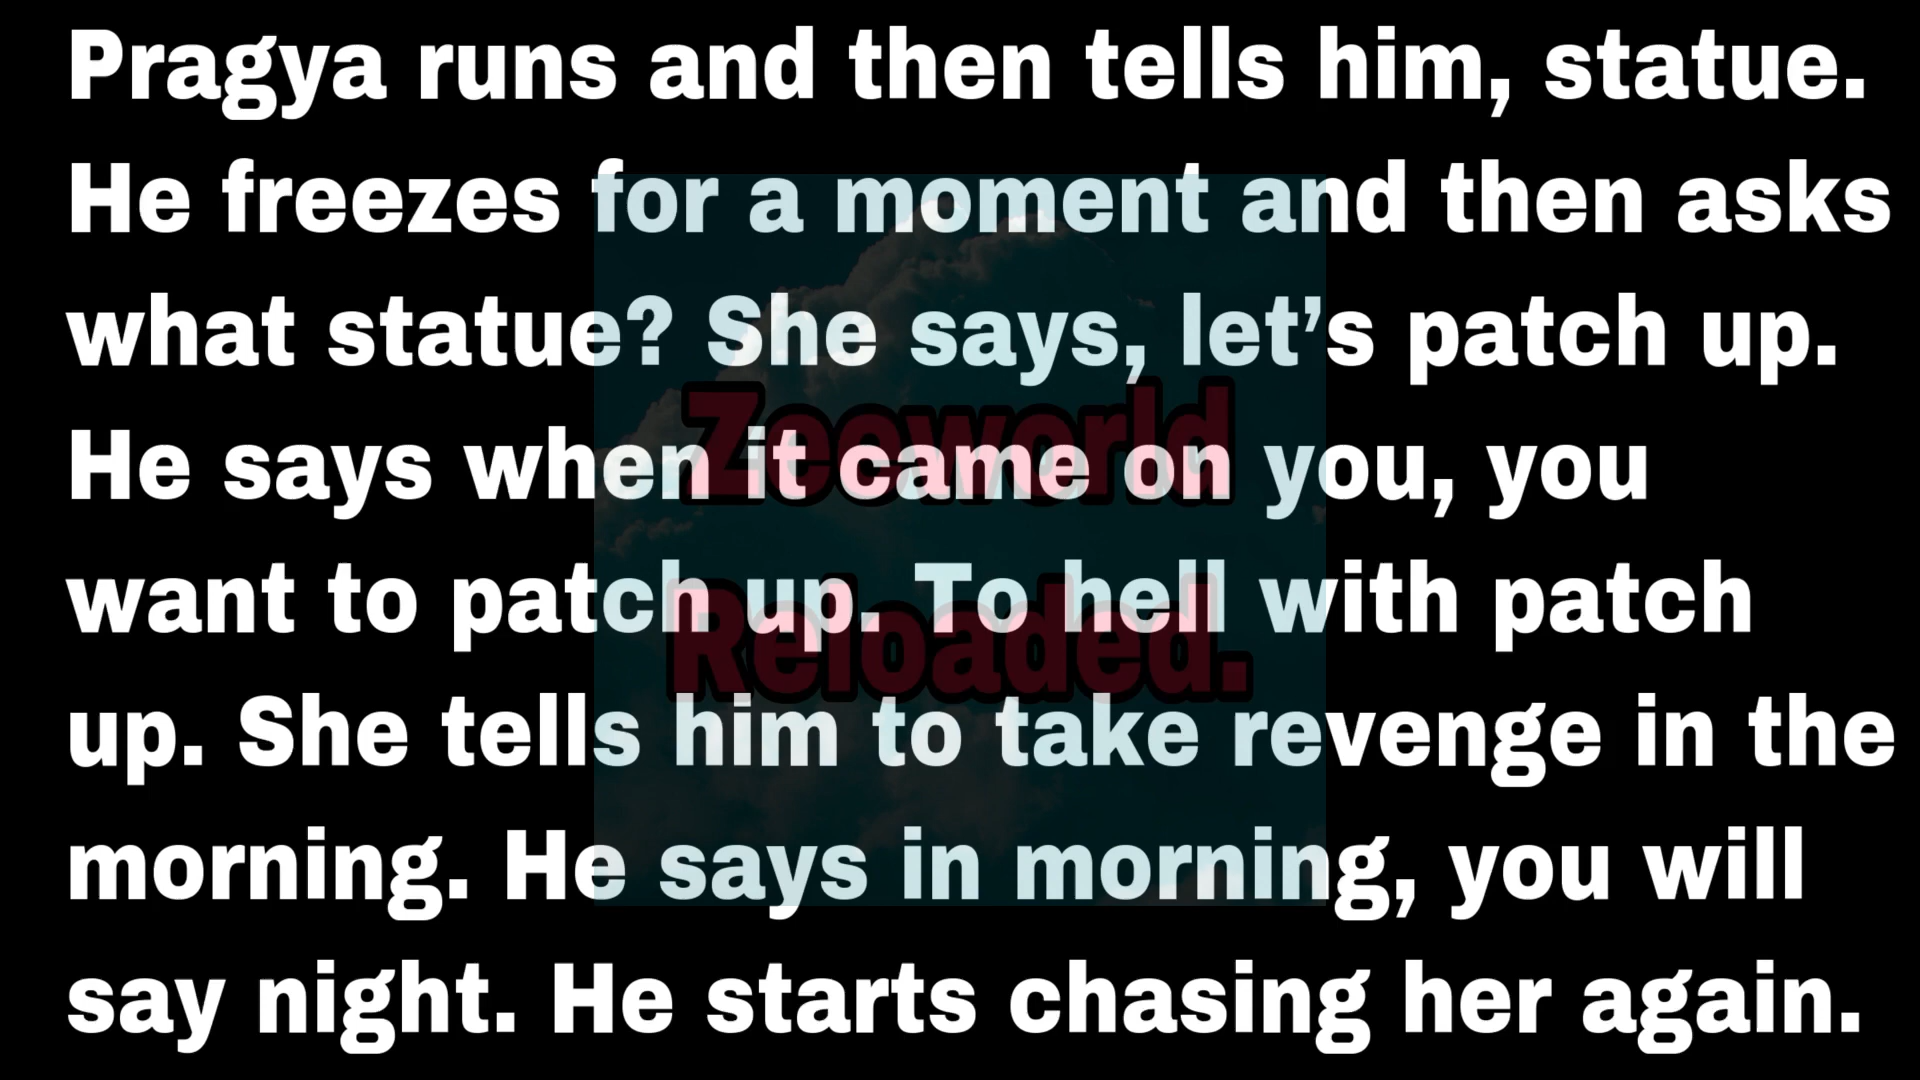 Pragya runs and then tells him, statue.
He freezes for a moment and then asks
what statue? She says, let’s patch up.
He says when it came on you, you
want to patch up. To hell with patch
up. She tells him to take revenge in the
morning. He says in morning, you will
say night. He starts chasing her again.
Zeeworld
Reloaded.